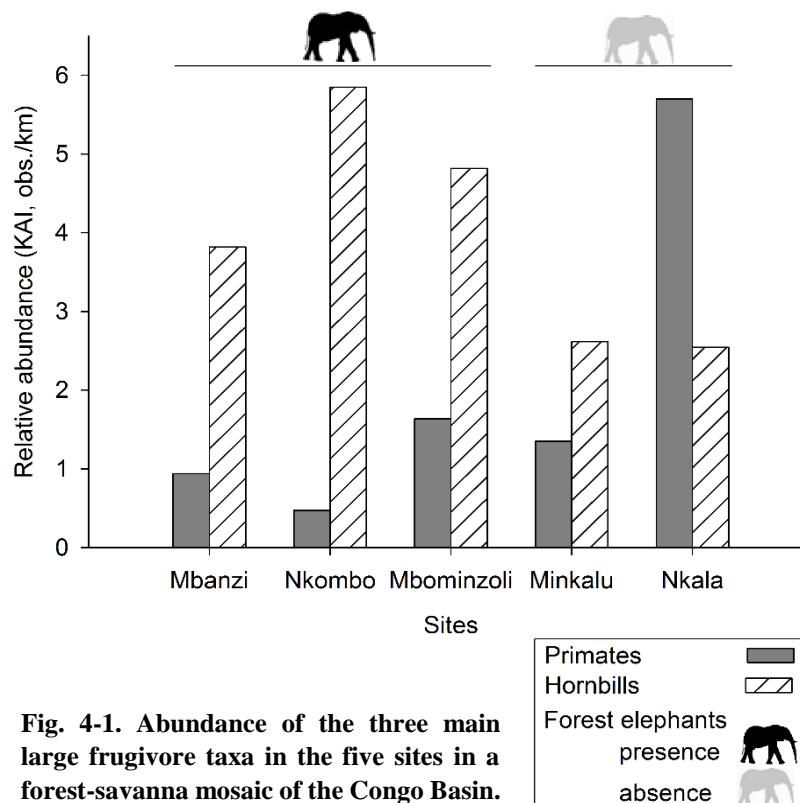 6
5
4
3
2
1
0
Relative abundance (KAI, obs./km)
Mbanzi Nkombo Mbominzoli Minkalu Nkala
Sites
Primates
Hornbills
Forest elephants
presence
absence
Fig. 4-1. Abundance of the three main
large frugivore taxa in the five sites in a
forest-savanna mosaic of the Congo Basin.